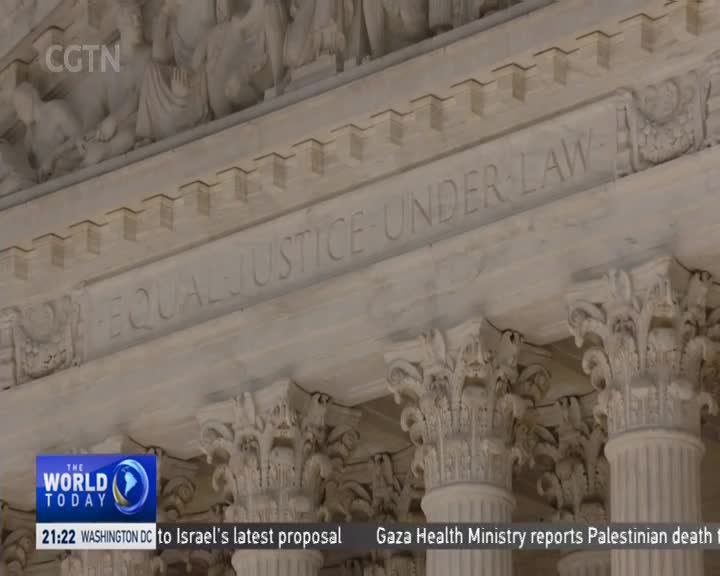 CGTN
EQUAL·JUSTICE·UNDER·LAW·
THE
WORLD
TODAY
21:22 WASHINGTON DC
to Israel's latest proposal Gaza Health Ministry reports Palestinian death